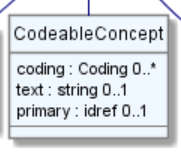 CodeableConcept
coding : Coding 0..*
text : string 0..1
primary : idref 0..1